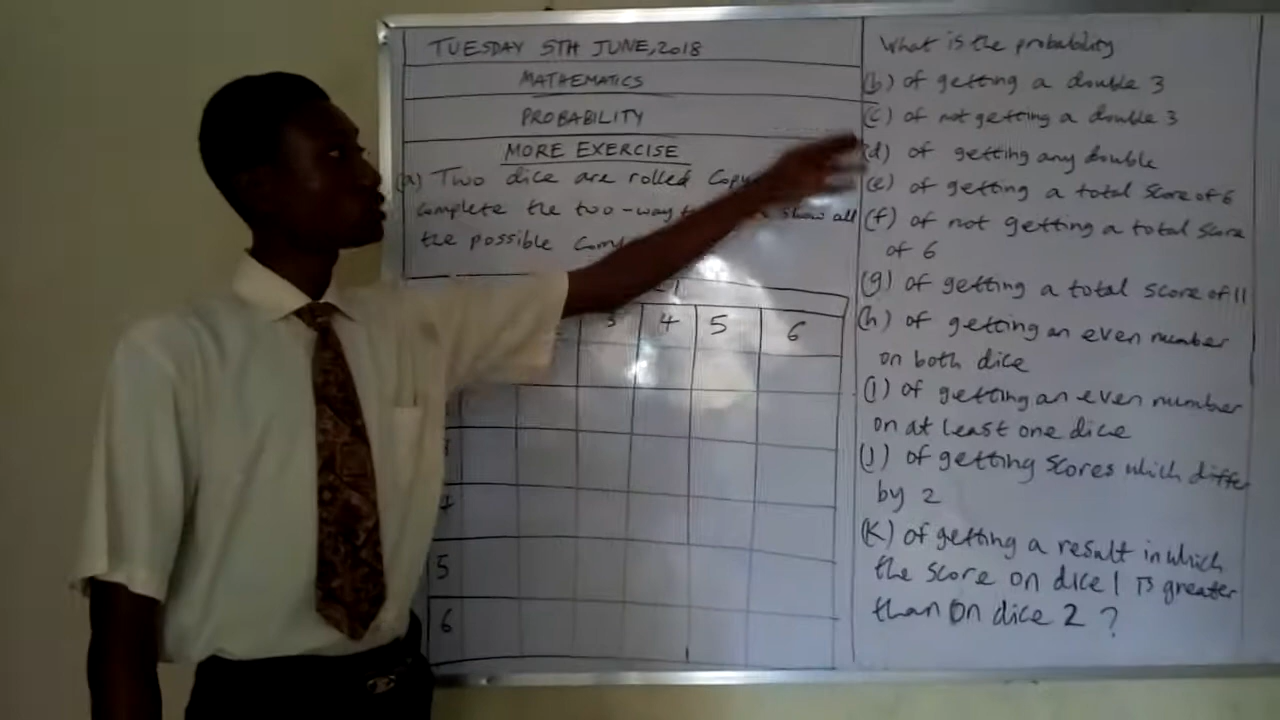 TUESDAY 5TH JUNE, 2018
MATHEMATICS
PROBABILITY
MORE EXERCISE
(a) Two dice are rolled Copy
complete the two-way show all
the possible
1
3 4 5 6
4
5
6
What is the probability
(b) of getting a double 3
(c) of not getting a double 3
(d) of getting any double
(e) of getting a total score of 6
(f) of not getting a total score
of 6
(g) of getting a total score of 11
(h) of getting an even number
on both dice
(i) of getting an even number
on at least one dice
(J) of getting scores which differ
by 2
(K) of getting a result in which
the score on dice 1 is greater
than on dice 2 ?